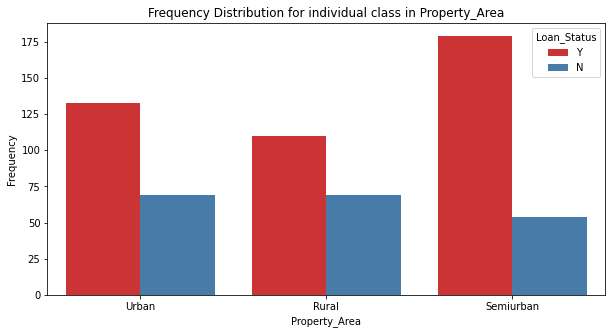 Frequency Distribution for individual class in Property_Area
Loan_Status
Y
N
Frequency
175
150
125
100
75
50
25
0
Urban Rural Semiurban
Property_Area